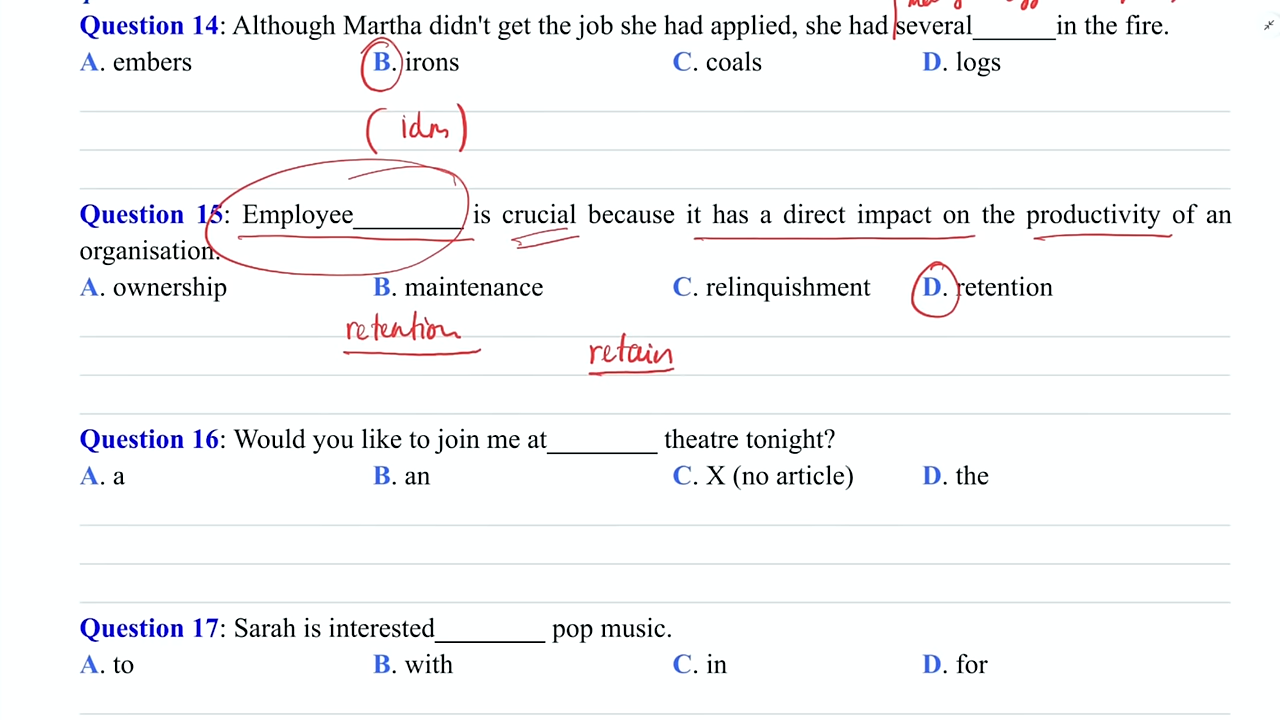 Question 14: Although Martha didn't get the job she had applied, she had several______in the fire.
A. embers B. irons C. coals D. logs
(idm)
Question 15: Employee________ is crucial because it has a direct impact on the productivity of an
organisation.
A. ownership B. maintenance C. relinquishment D. retention
retention
retain
Question 16: Would you like to join me at________ theatre tonight?
A. a B. an C. X (no article) D. the
Question 17: Sarah is interested________ pop music.
A. to B. with C. in D. for